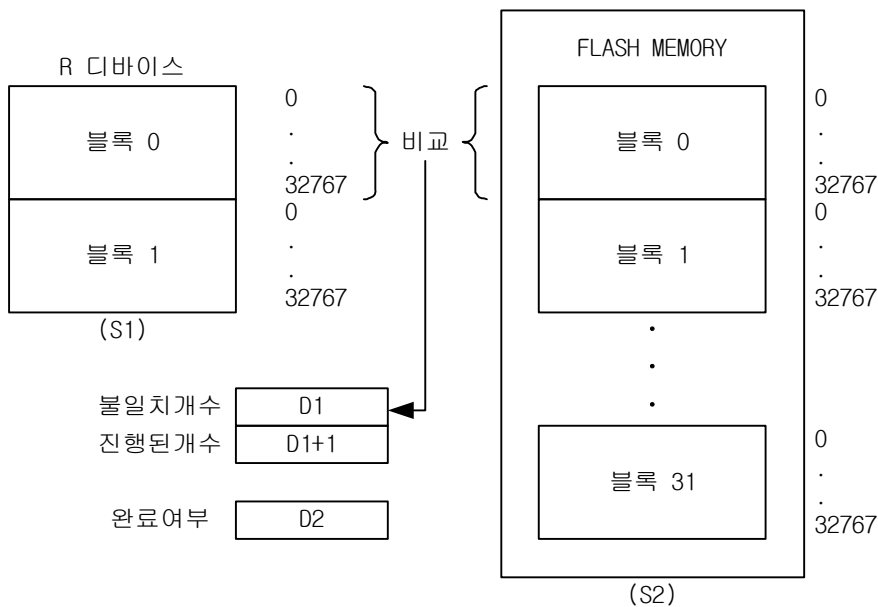 R 디바이스
블록 0
블록 1
(S1)
0
.
.
32767
0
.
.
32767
비교
FLASH MEMORY
블록 0
블록 1
.
.
.
블록 31
0
.
.
32767
0
.
.
32767
0
.
.
32767
(S2)
불일치개수 D1
진행된개수 D1+1
완료여부 D2